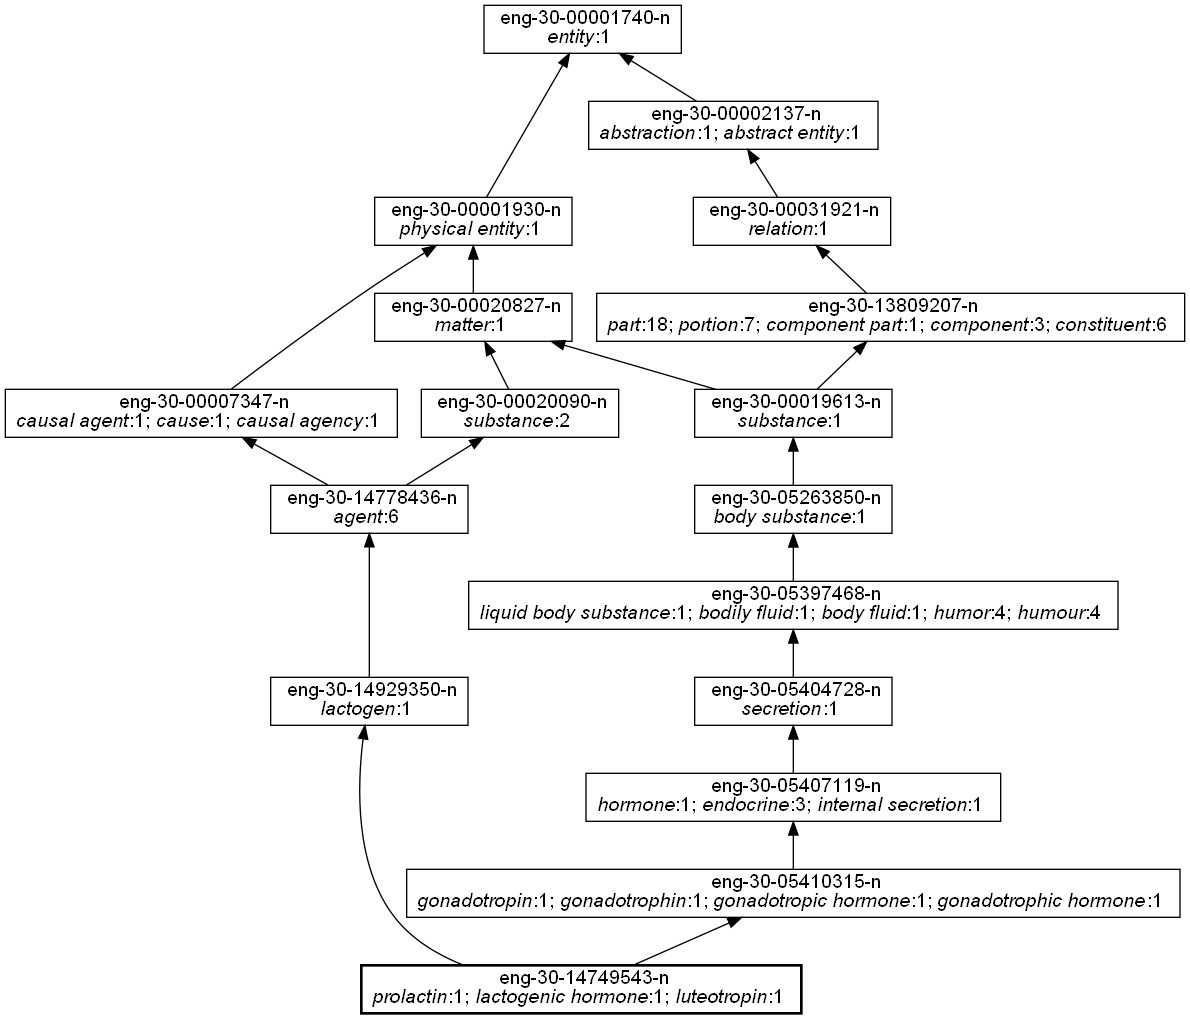 eng-30-00001740-n
entity:1
eng-30-00002137-n
abstraction:1; abstract entity:1
eng-30-00001930-n
physical entity:1
eng-30-00031921-n
relation:1
eng-30-00020827-n
matter:1
eng-30-13809207-n
part:18; portion:7; component part:1; component:3; constituent:6
eng-30-00007347-n
causal agent:1; cause:1; causal agency:1
eng-30-00020090-n
substance:2
eng-30-00019613-n
substance:1
eng-30-14778436-n
agent:6
eng-30-05263850-n
body substance:1
eng-30-05397468-n
liquid body substance:1; bodily fluid:1; body fluid:1; humor:4; humour:4
eng-30-14929350-n
lactogen:1
eng-30-05404728-n
secretion:1
eng-30-05407119-n
hormone:1; endocrine:3; internal secretion:1
eng-30-05410315-n
gonadotropin:1; gonadotrophin:1; gonadotropic hormone:1; gonadotrophic hormone:1
eng-30-14749543-n
prolactin:1; lactogenic hormone:1; luteotropin:1